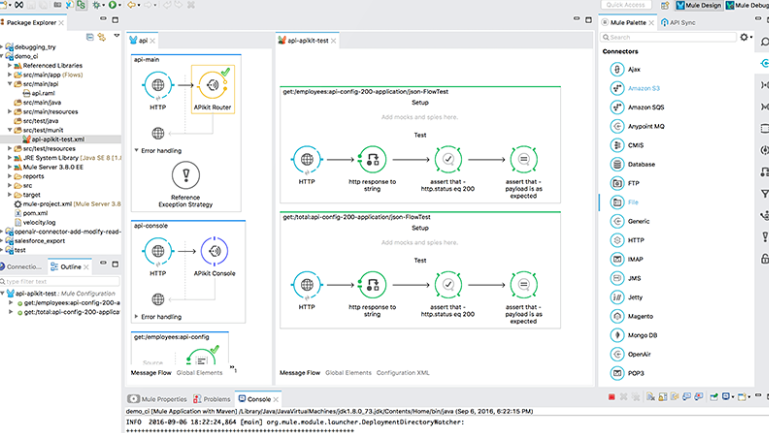 Quick Access
Mule Design
Mule Debug
Package Explorer
debugging_try
demo_ci
Referenced Libraries
src/main/app (Flows)
src/main/api
api.raml
src/main/java
src/main/resources
src/test/java
src/test/munit
api-apikit-test.xml
src/test/resources
JRE System Library [Java SE 8 [1.
Mule Server 3.8.0 EE
reports
src
target
mule-project.xml [Mule Server 3.8
pom.xml
velocity.log
openair-connector-add-modify-read-
salesforce_export
test
Connectio...
Outline
type filter text
api-apikit-test : Mule Configuration
get:/employees:api-config-200-a
get:/total:api-config-200-applica
api
api-main
HTTP
APIkit Router
Error handling
Reference
Exception Strategy
api-console
HTTP
APIkit Console
Error handling
get:/employees:api-config
Source
Message Flow
Global Elements
"1
api-apikit-test
get:/employees:api-config-200-application/json-FlowTest
Setup
Add mocks and spies here.
Test
HTTP
http response to
string
assert that -
http.status eq 200
assert that -
payload is as
expected
get:/total:api-config-200-application/json-FlowTest
Setup
Add mocks and spies here.
Test
HTTP
http response to
string
assert that -
http.status eq 200
assert that -
payload is as
expected
Message Flow
Global Elements
Configuration XML
Mule Palette
API Sync
Search
Connectors
Ajax
Amazon S3
Amazon SQS
Anypoint MQ
CMIS
Database
FTP
File
Generic
HTTP
IMAP
JMS
Jetty
Magento
Mongo DB
OpenAir
POP3
Mule Properties
Problems
Console
demo_ci [Mule Application with Maven] /Library/Java/JavaVirtualMachines/jdk1.8.0_73.jdk/Contents/Home/bin/java (Sep 6, 2016, 6:22:15 PM)
INFO 2016-09-06 18:22:24,864 [main] org.mule.module.launcher.DeploymentDirectoryWatcher:
++++++++++++++++++++++++++++++++++++++++++++++++++++++++++++